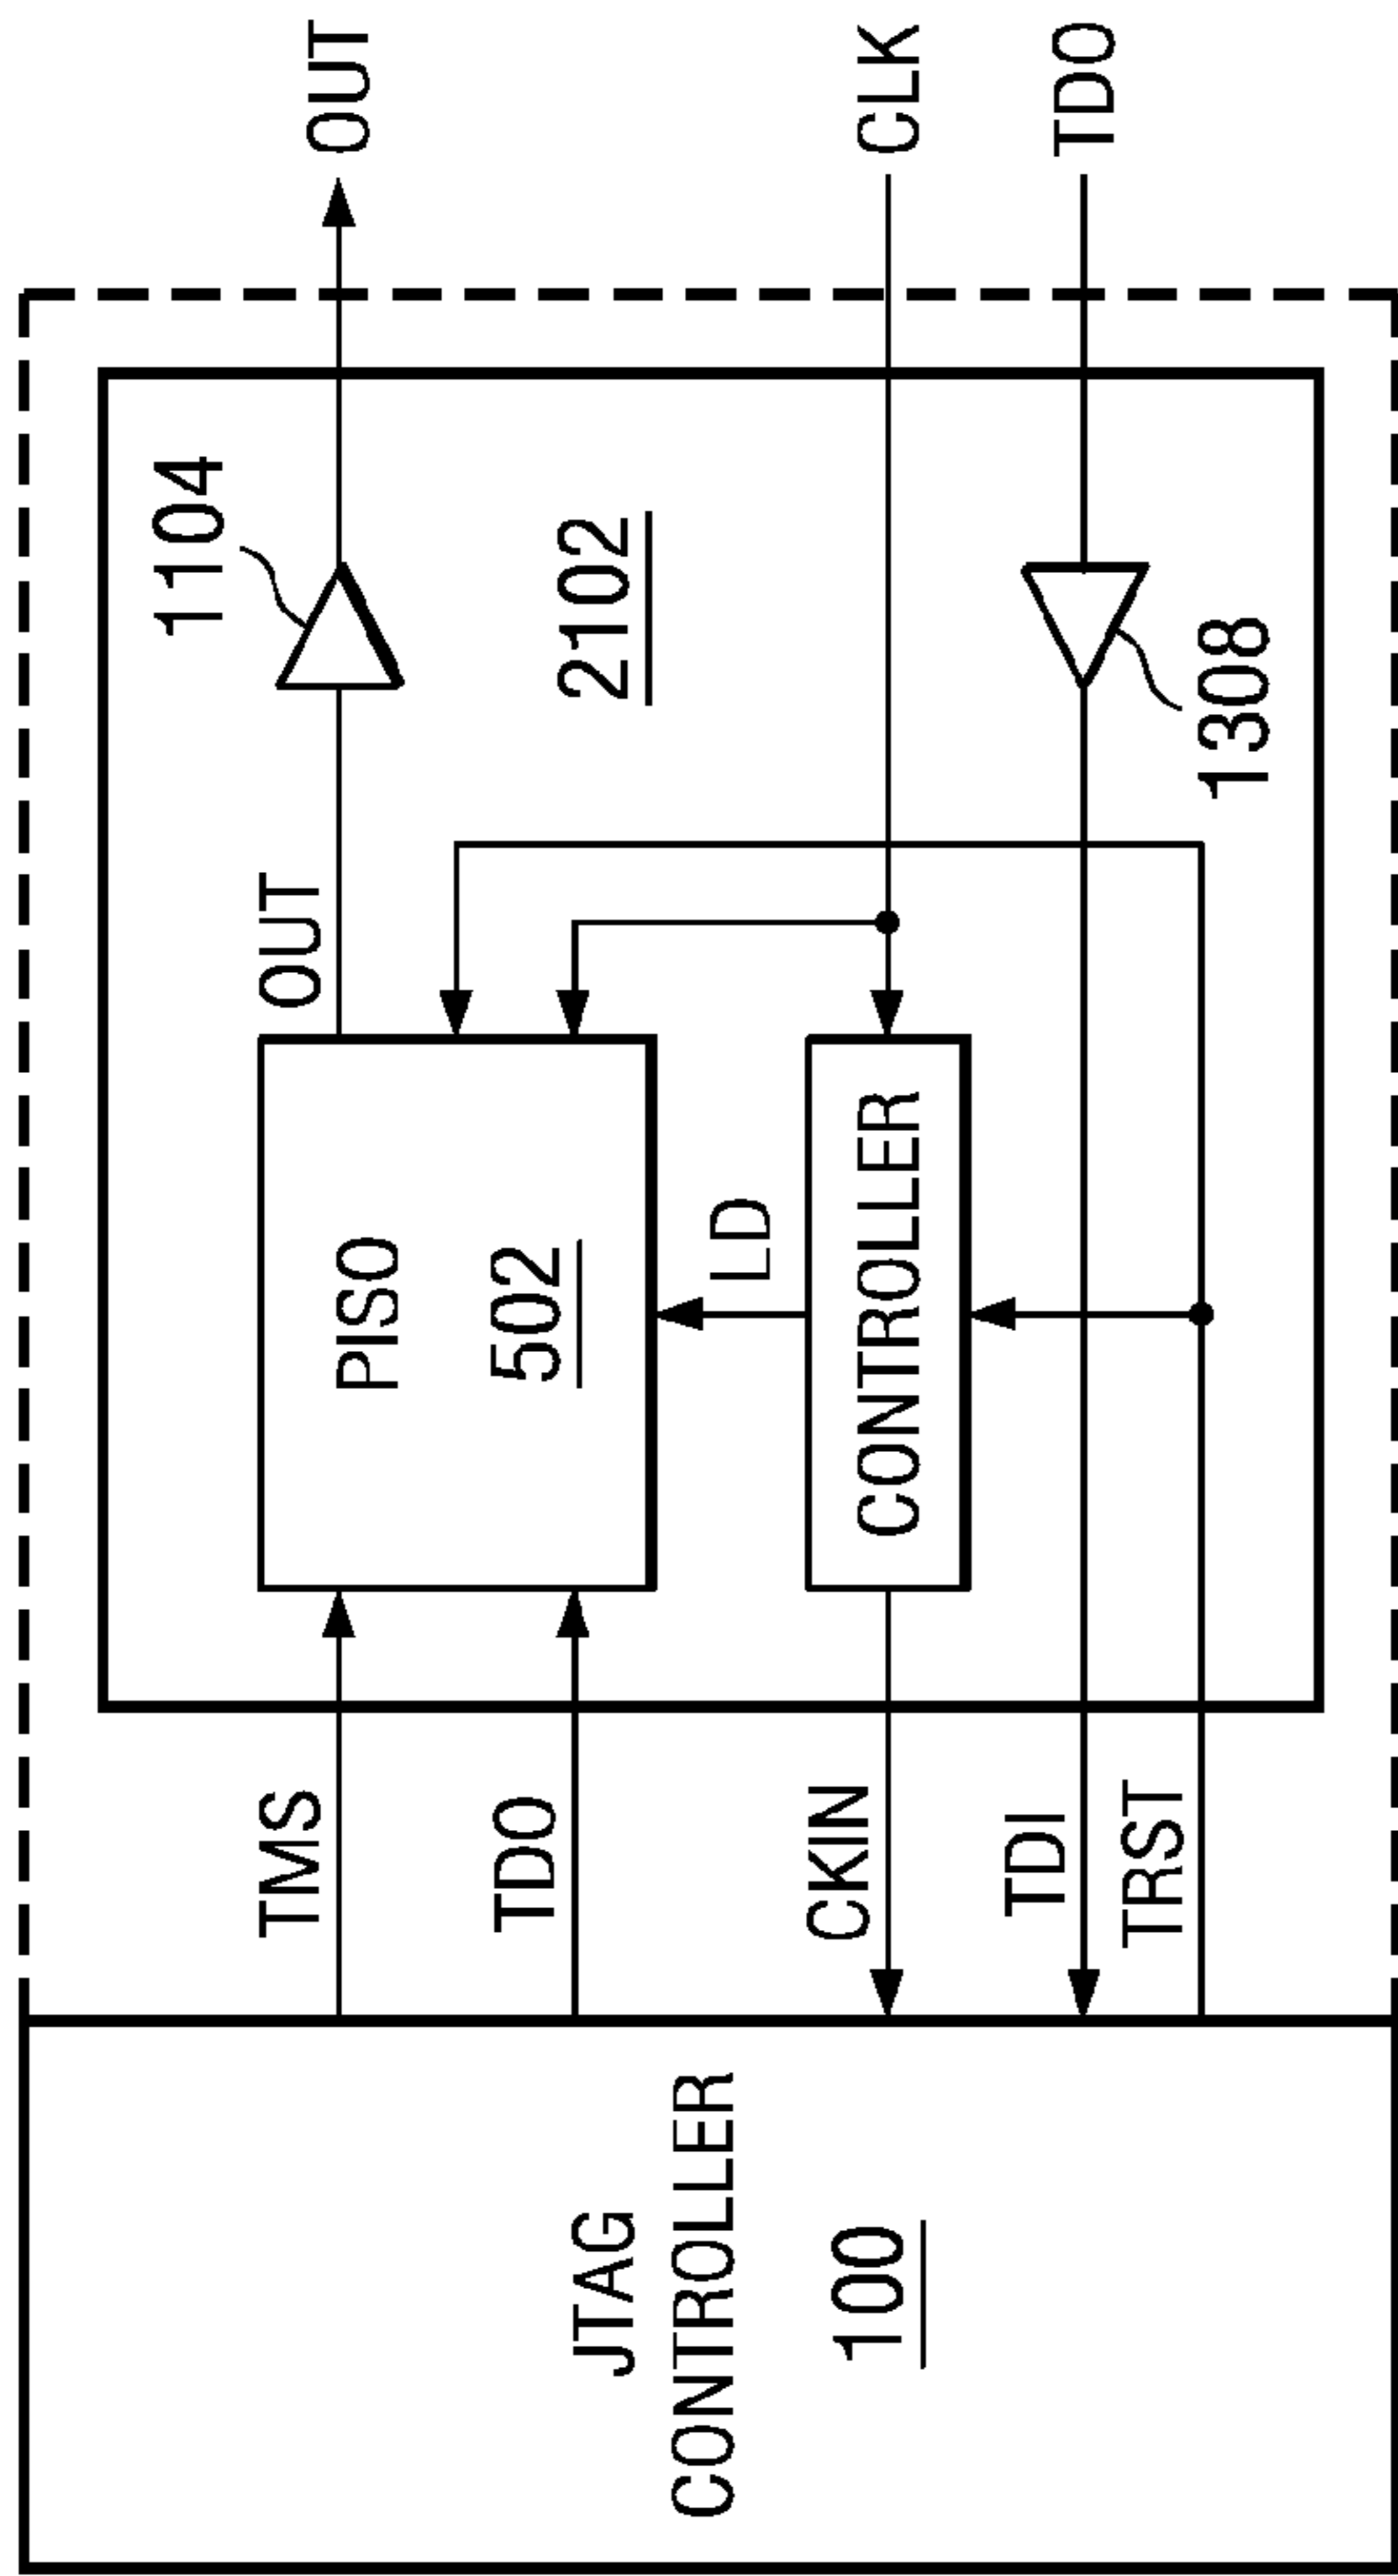 JTAG
CONTROLLER
100
TMS
TDO
CKIN
TDI
TRST
PISO
502
LD
CONTROLLER
OUT
1104
2102
1308
OUT
CLK
TDO